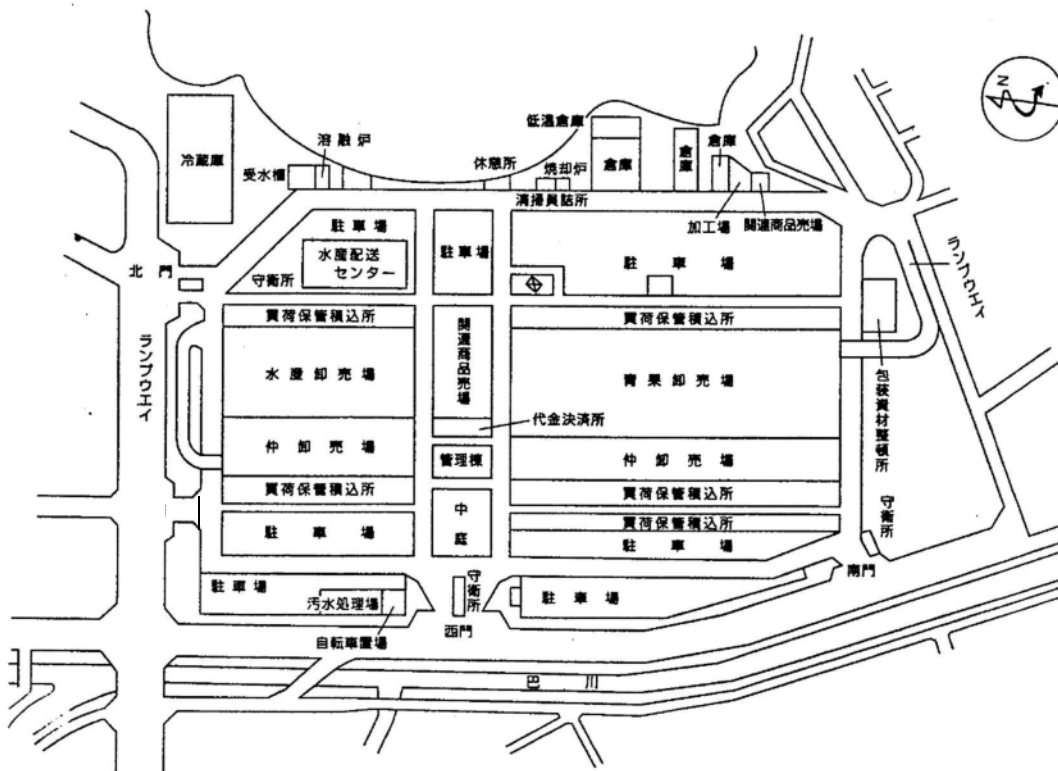 N
冷蔵庫
受水槽
溶融炉
休憩所
焼却炉
低温倉庫
倉庫
倉庫
倉庫
清掃員詰所
加工場
関連商品売場
ランプウエイ
北門
守衛所
駐車場
水産配送
センター
駐車場
駐車場
ランプウエイ
買荷保管積込所
水産卸売場
仲卸売場
買荷保管積込所
駐車場
関連商品売場
代金決済所
管理棟
中庭
買荷保管積込所
青果卸売場
仲卸売場
買荷保管積込所
買荷保管積込所
駐車場
包装資材整頓所
守衛所
南門
駐車場
汚水処理場
自転車置場
守衛所
西門
駐車場
川